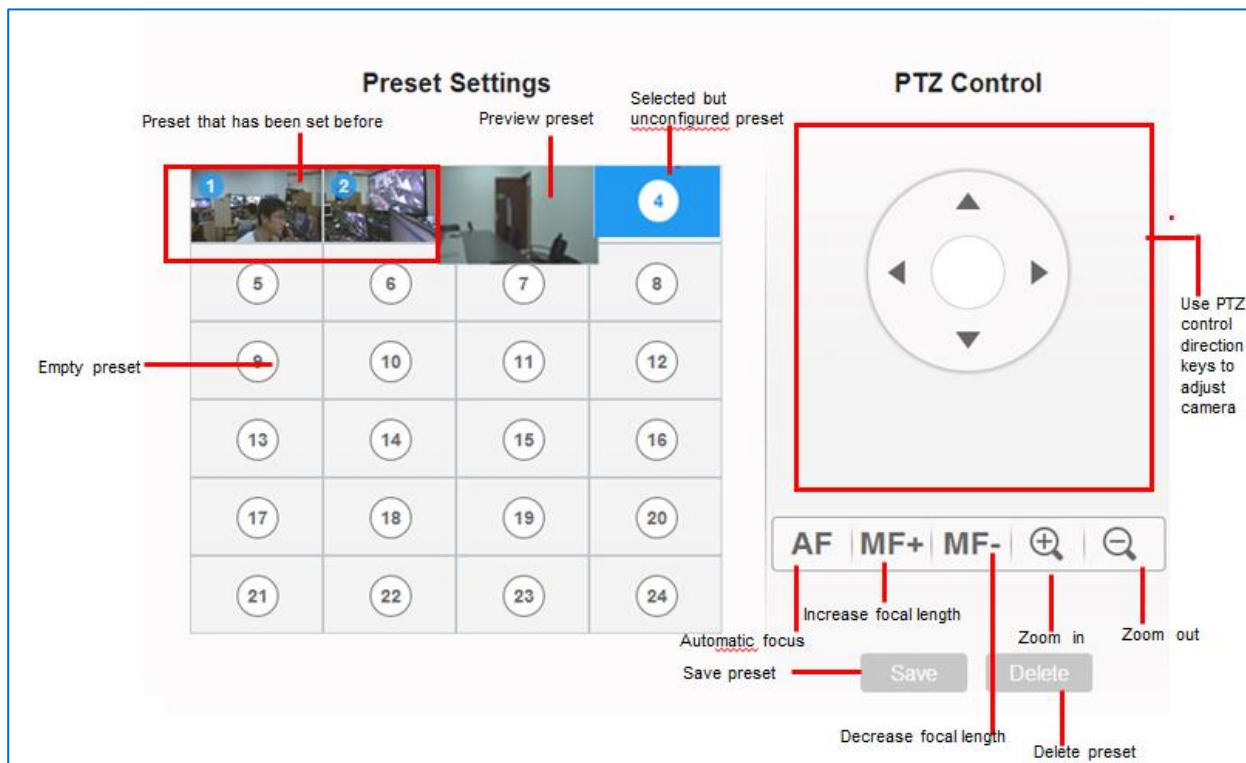 Preset Settings
PTZ Control
Preset that has been set before
Preview preset
Selected but
unconfigured preset
1
2
4
5
6
7
8
Empty preset
9
10
11
12
13
14
15
16
17
18
19
20
21
22
23
24
Use PTZ
control
direction
keys to
adjust
camera
AF
MF+
MF-
Increase focal length
Automatic focus
Zoom in
Zoom out
Save preset
Save
Delete
Decrease focal length
Delete preset